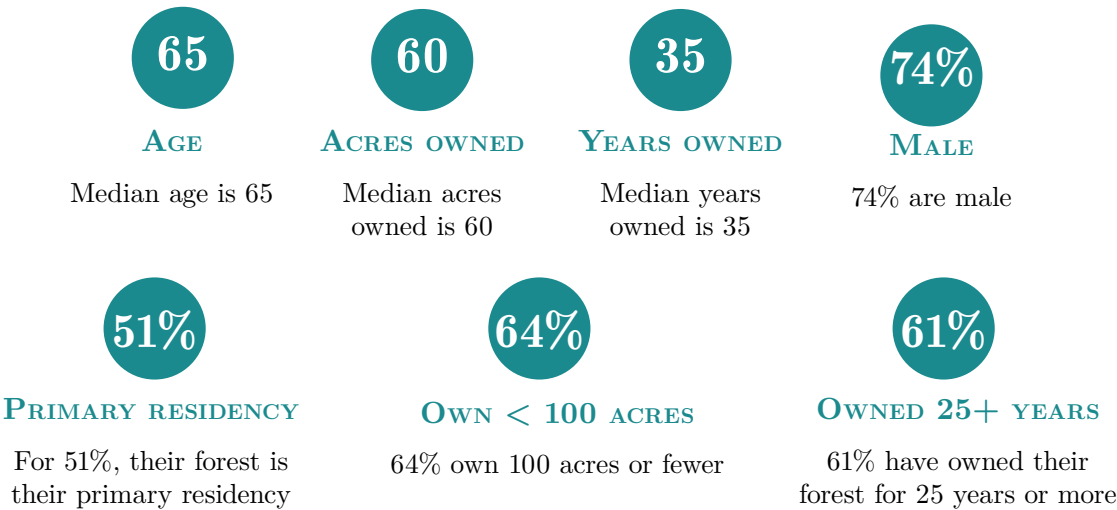 65
Age
Median age is 65
60
Acres owned
Median acres
owned is 60
35
Years owned
Median years
owned is 35
74%
Male
74% are male
51%
Primary residency
For 51%, their forest is
their primary residency
64%
Own < 100 acres
64% own 100 acres or fewer
61%
Owned 25+ years
61% have owned their
forest for 25 years or more